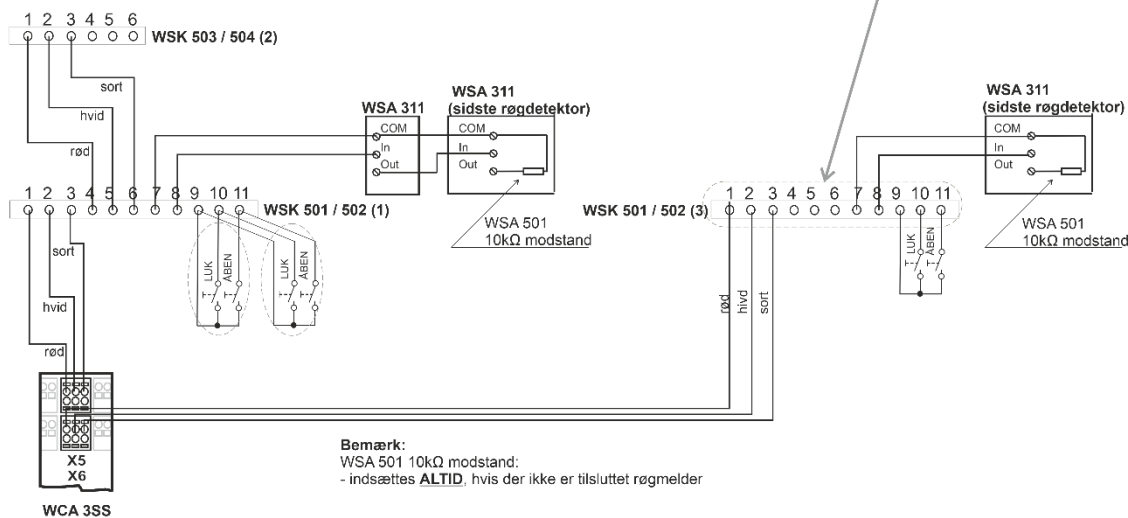 1 2 3 4 5 6
WSK 503 / 504 (2)
sort
hvid
rød
WSA 311
COM
In
Out
WSA 311
(sidste røgdetektor)
COM
In
Out
WSA 501
10kΩ modstand
1 2 3 4 5 6 7 8 9 10 11
WSK 501 / 502 (1)
LUK
ÅBEN
LUK
ÅBEN
sort
hvid
rød
X5
X6
WCA 3SS
WSA 311
(sidste røgdetektor)
COM
In
Out
WSA 501
10kΩ modstand
WSK 501 / 502 (3)
1 2 3 4 5 6 7 8 9 10 11
LUK
ÅBEN
rød
hivd
sort
Bemærk:
WSA 501 10kΩ modstand:
- indsættes ALTID, hvis der ikke er tilsluttet røgmelder